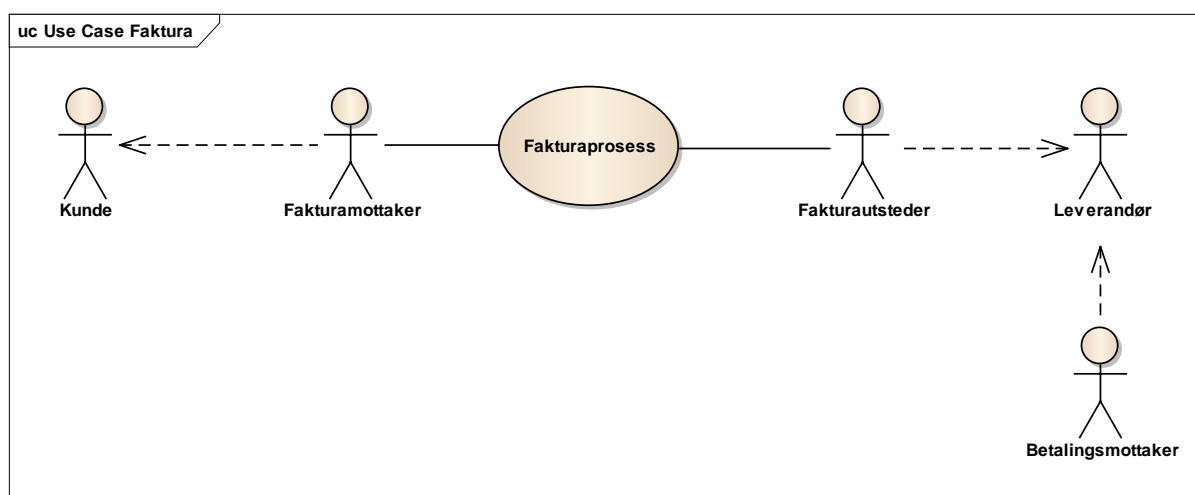 uc Use Case Faktura
Fakturaprosess
Kunde
Fakturamottaker
Fakturautsteder
Leverandør
Betalingsmottaker